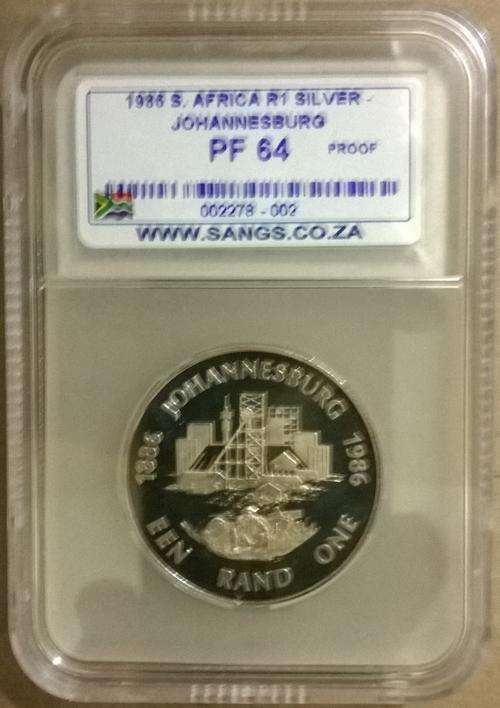 1986 S. AFRICA R1 SILVER -
JOHANNESBURG
PF 64 PROOF
002278 - 002
WWW.SANGS.CO.ZA
1886 JOHANNESBURG 1986
EEN RAND ONE